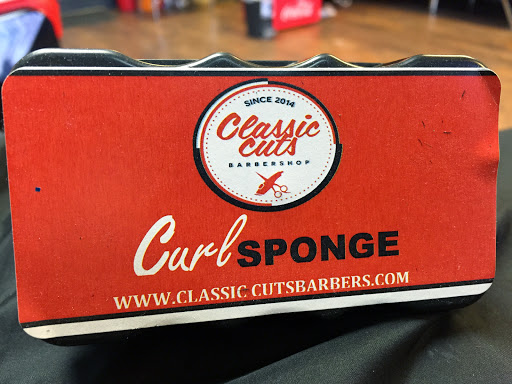 SINCE 2014
Classic
Cuts
BARBERSHOP
Curl SPONGE
WWW.CLASSIC CUTSBARBERS.COM